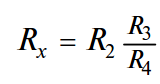 Rₓ = R₂ R₃/R₄